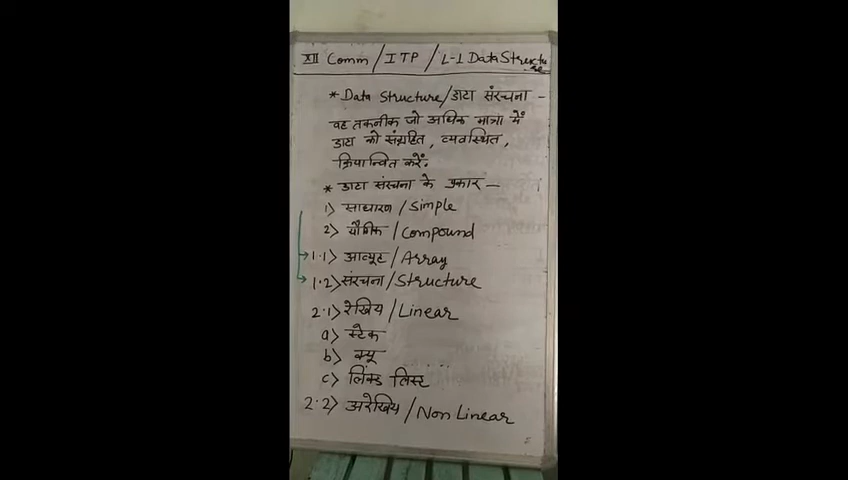 XII Comm / ITP / L-1 Data Structure
* Data Structure/डाटा संरचना -
वह तकनीक जो अधिक मात्रा में
डाटा को संग्रहित, व्यवस्थित,
क्रियान्वित करें.
* डाटा संरचना के प्रकार -
1> साधारण / Simple
2> यौगिक / Compound
1.1> आव्यूह / Array
1.2> संरचना / Structure
2.1> रेखिय / Linear
a> स्टेक
b> क्यू
c> लिंक्ड लिस्ट
2.2> अरेखिय / Non Linear